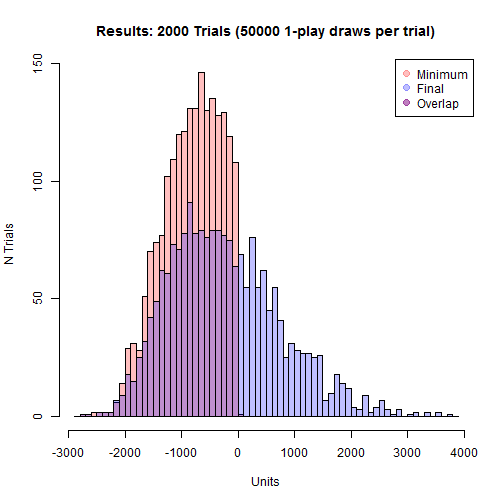 Results: 2000 Trials (50000 1-play draws per trial)
Minimum
Final
Overlap
150
100
50
0
N Trials
-3000 -2000 -1000 0 1000 2000 3000 4000
Units